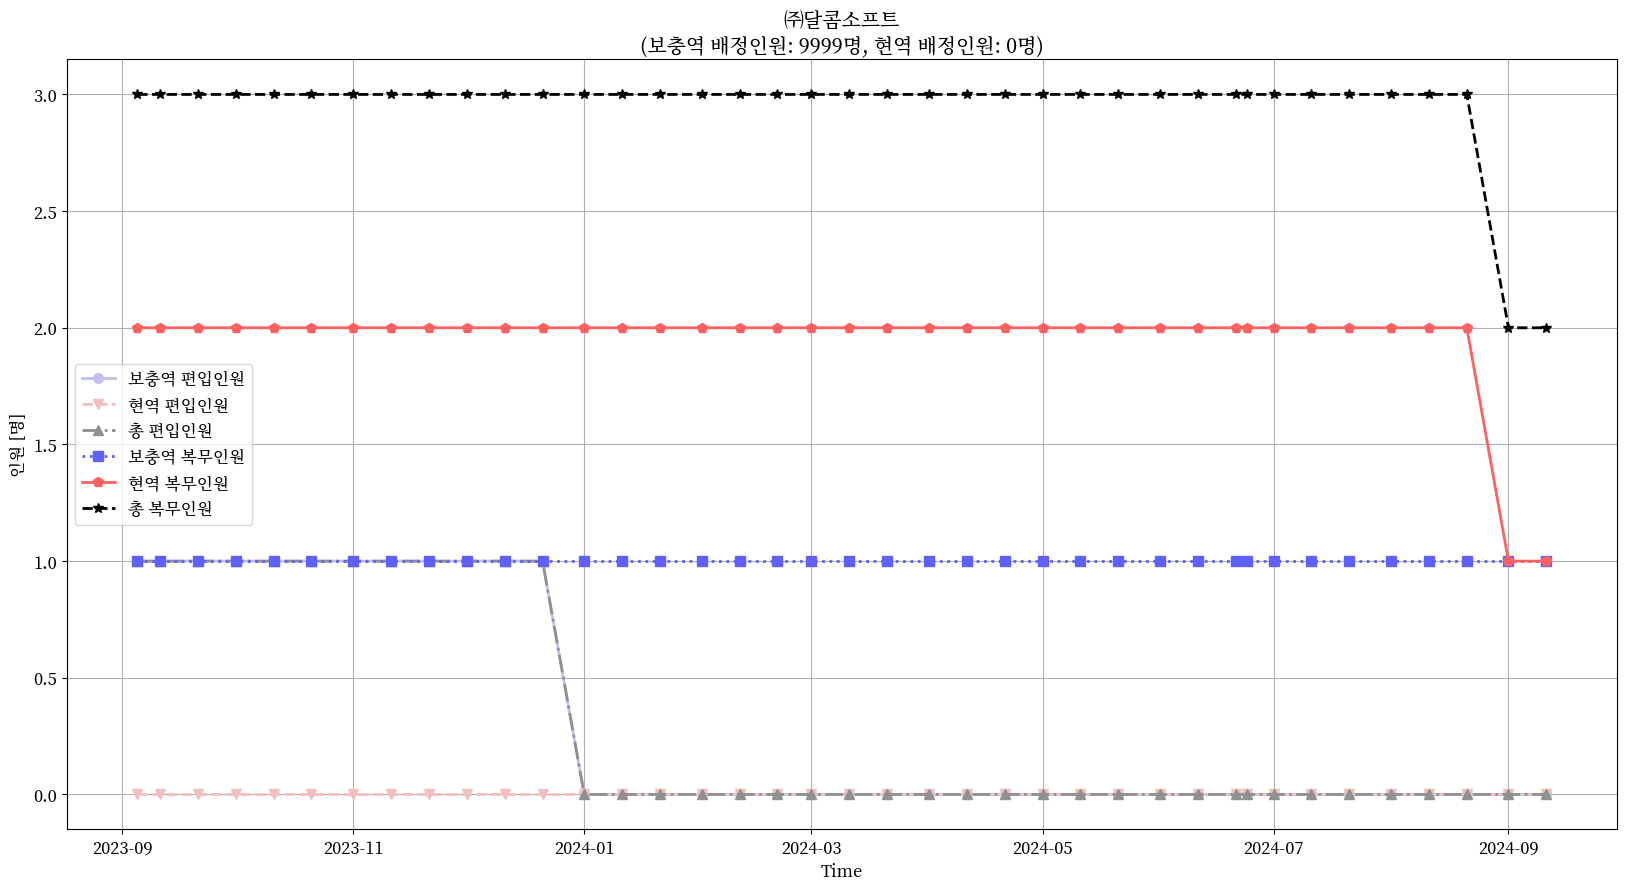 ㈜달콤소프트
(보충역 배정인원: 9999명, 현역 배정인원: 0명)
인원 [명]
3.0
2.5
2.0
1.5
1.0
0.5
0.0
보충역 편입인원
현역 편입인원
총 편입인원
보충역 복무인원
현역 복무인원
총 복무인원
2023-09 2023-11 2024-01 2024-03 2024-05 2024-07 2024-09
Time